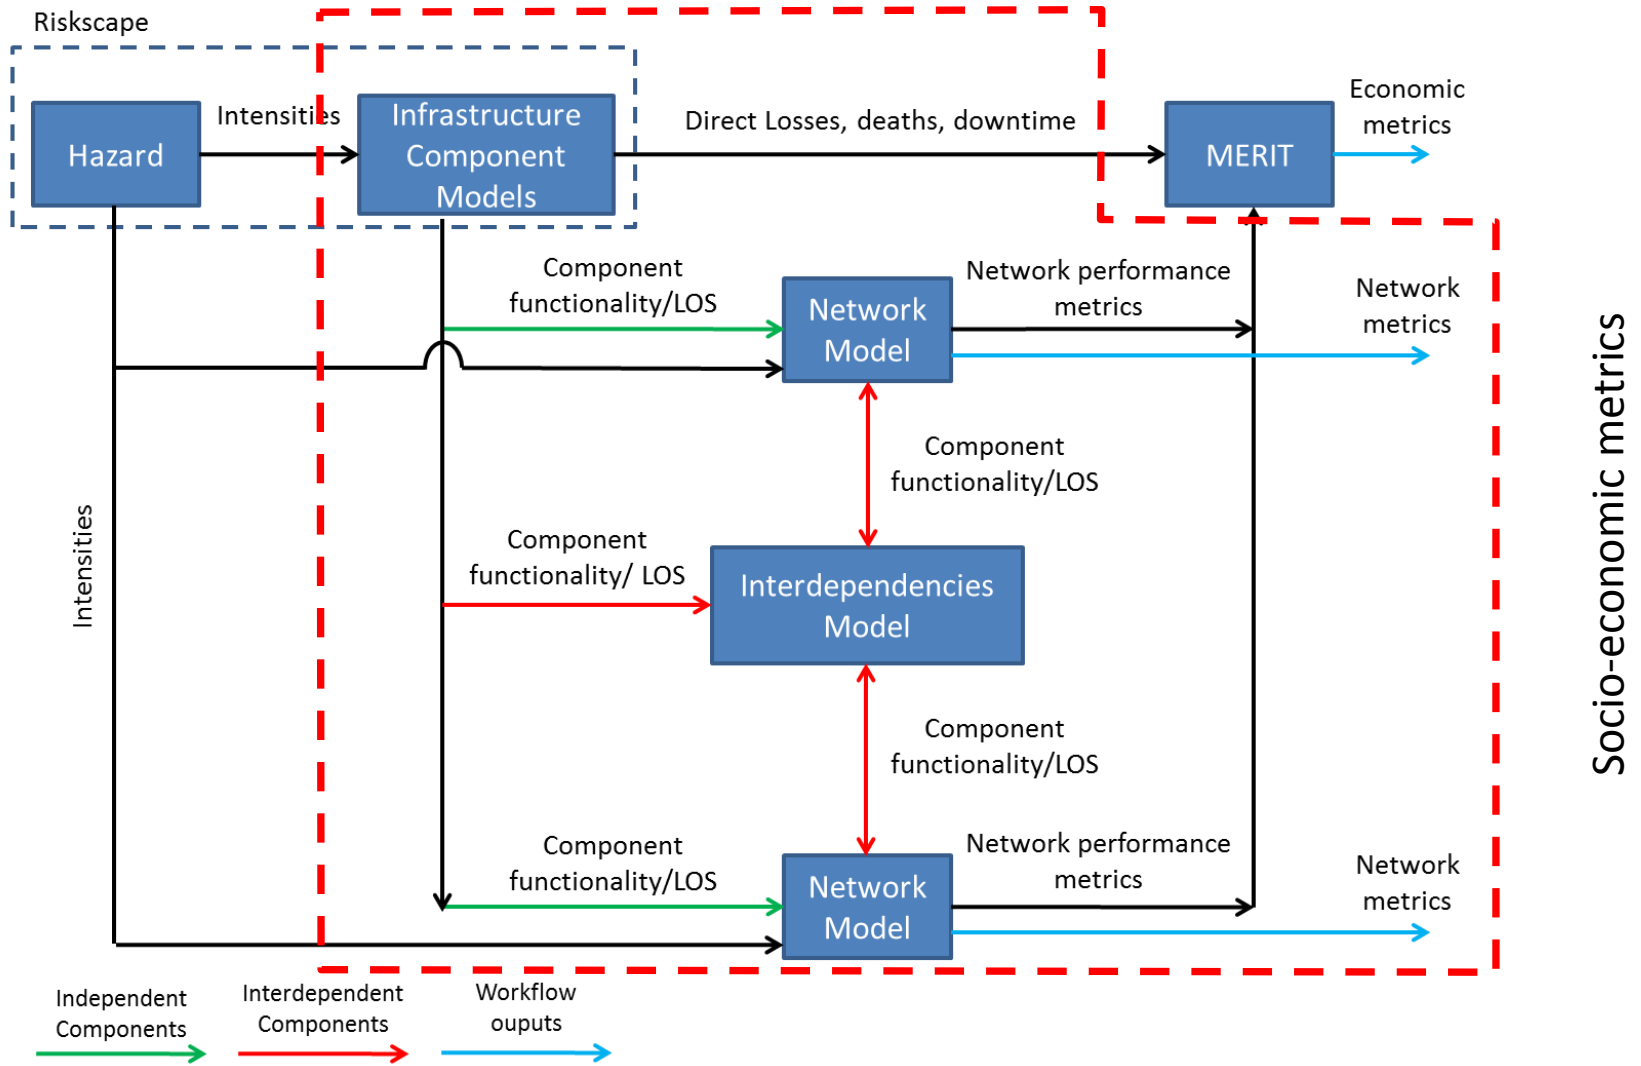 Riskscape
Hazard
Intensities
Infrastructure
Component
Models
Direct Losses, deaths, downtime
MERIT
Economic
metrics
Component
functionality/LOS
Network
Model
Network performance
metrics
Network
metrics
Component
functionality/LOS
Intensities
Component
functionality/ LOS
Interdependencies
Model
Socio-economic metrics
Component
functionality/LOS
Component
functionality/LOS
Network
Model
Network performance
metrics
Network
metrics
Independent
Components
Interdependent
Components
Workflow
ouputs